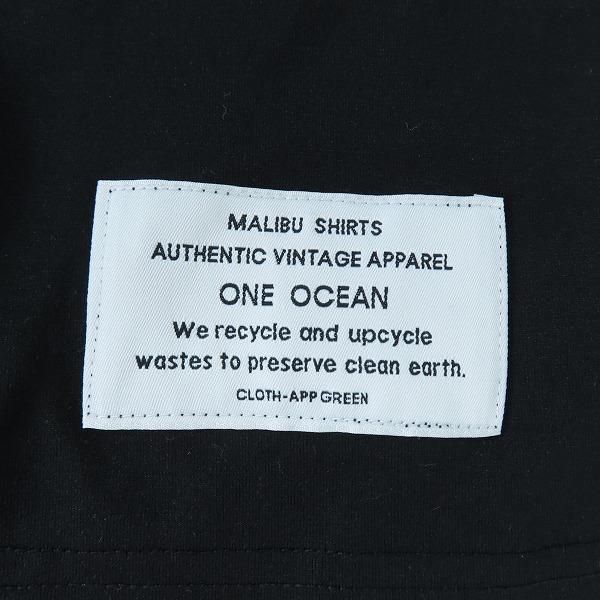 MALIBU SHIRTS
AUTHENTIC VINTAGE APPAREL
ONE OCEAN
We recycle and upcycle
wastes to preserve clean earth.
CLOTH-APP GREEN